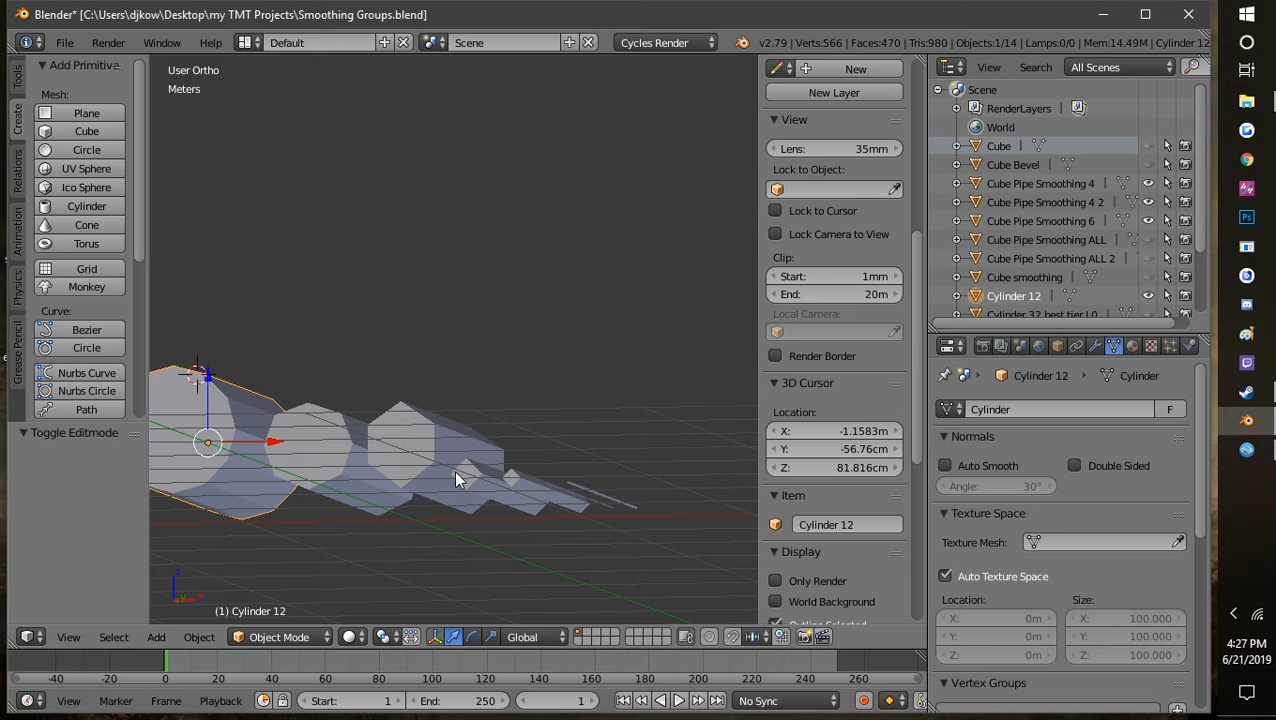 Blender* [C:\Users\djkow\Desktop\my TMT Projects\Smoothing Groups.blend]
File Render Window Help Default Scene Cycles Render v2.79 | Verts:566 | Faces:470 | Tris:980 | Objects:1/14 | Lamps:0/0 | Mem:14.49M | Cylinder 12
Tools
Create
Relations
Animation
Physics
Grease Pencil
Add Primitive
Mesh:
Plane
Cube
Circle
UV Sphere
Ico Sphere
Cylinder
Cone
Torus
Grid
Monkey
Curve:
Bezier
Circle
Nurbs Curve
Nurbs Circle
Path
Toggle Editmode
User Ortho
Meters
(1) Cylinder 12
View Select Add Object Object Mode Global
New
New Layer
View
Lens: 35mm
Lock to Object:
Lock to Cursor
Lock Camera to View
Clip:
Start: 1mm
End: 20m
Local Camera:
Render Border
3D Cursor
Location:
X: -1.1583m
Y: -56.76cm
Z: 81.816cm
Item
Cylinder 12
Display
Only Render
World Background
Outline Selected
View Search All Scenes
Scene
RenderLayers
World
Cube
Cube Bevel
Cube Pipe Smoothing 4
Cube Pipe Smoothing 4 2
Cube Pipe Smoothing 6
Cube Pipe Smoothing ALL
Cube Pipe Smoothing ALL 2
Cube smoothing
Cylinder 12
Cylinder 32 best tier L0
Cylinder 12 Cylinder
Cylinder F
Normals
Auto Smooth Double Sided
Angle: 30°
Texture Space
Texture Mesh:
Auto Texture Space
Location: Size:
X: 0m X: 100.000
Y: 0m Y: 100.000
Z: 0m Z: 100.000
Vertex Groups
-40 -20 0 20 40 60 80 100 120 140 160 180 200 220 240 260
View Marker Frame Playback Start: 1 End: 250 1 No Sync
4:27 PM
6/21/2019